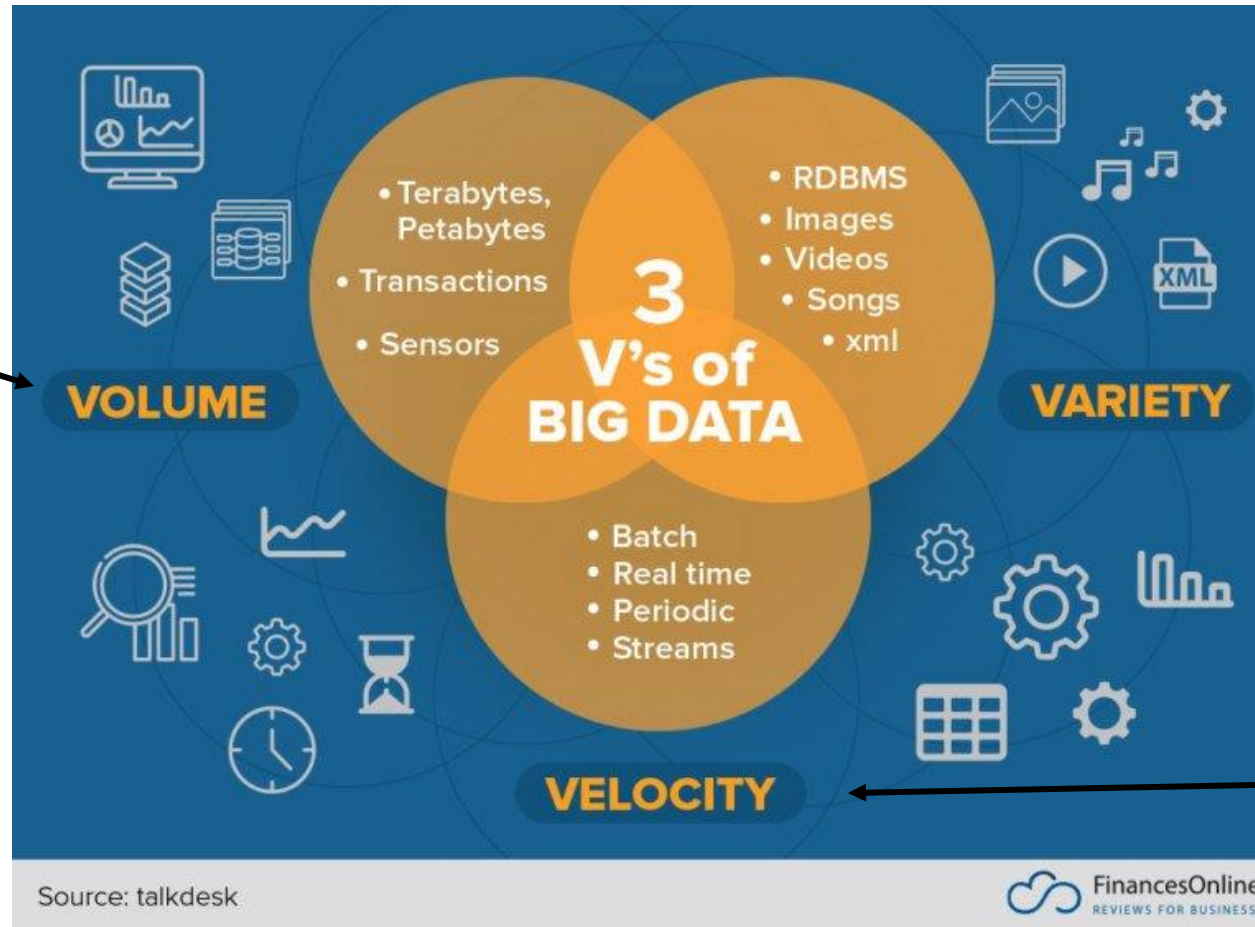 • Terabytes,
Petabytes
• Transactions
• Sensors
• RDBMS
• Images
• Videos
• Songs
• xml
3
V's of
BIG DATA
XML
VOLUME
VARIETY
• Batch
• Real time
• Periodic
• Streams
VELOCITY
Source: talkdesk
FinancesOnline
REVIEWS FOR BUSINESS